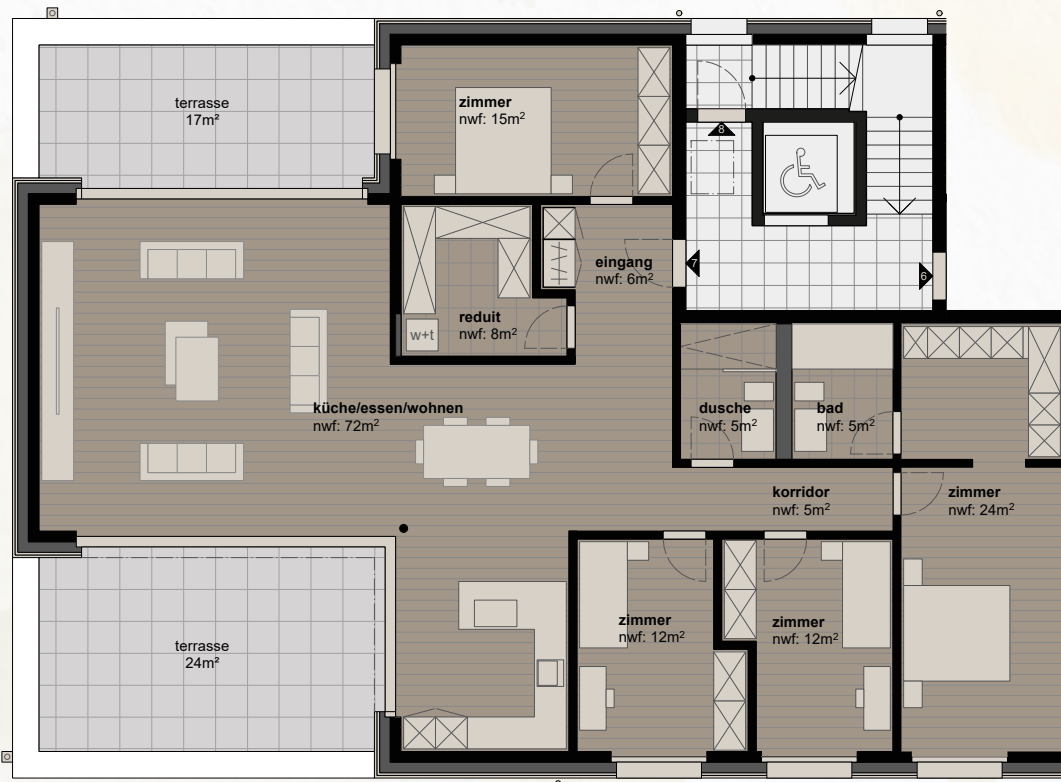 terrasse
17m²
zimmer
nwf: 15m²
8
eingang
nwf: 6m²
7
6
reduit
nwf: 8m²
w+t
küche/essen/wohnen
nwf: 72m²
dusche
nwf: 5m²
bad
nwf: 5m²
korridor
nwf: 5m²
zimmer
nwf: 24m²
terrasse
24m²
zimmer
nwf: 12m²
zimmer
nwf: 12m²